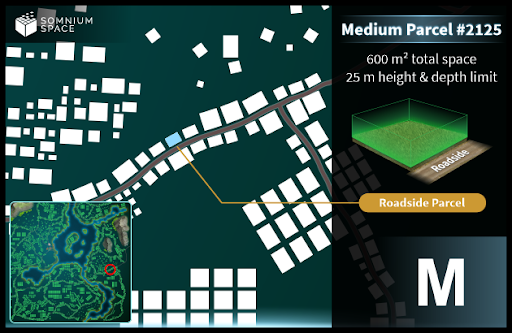 SOMNIUM
SPACE
Medium Parcel #2125
600 m² total space
25 m height & depth limit
Roadside
Roadside Parcel
M